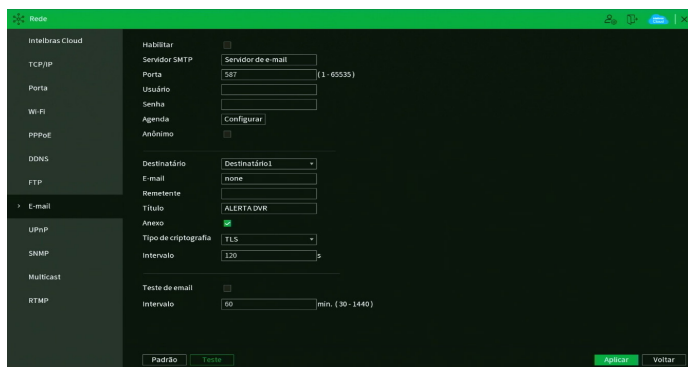 Rede
Intelbras Cloud
TCP/IP
Porta
Wi-Fi
PPPoE
DDNS
FTP
E-mail
UPnP
SNMP
Multicast
RTMP
Habilitar
Servidor SMTP Servidor de e-mail
Porta 587 (1-65535)
Usuário
Senha
Agenda Configurar
Anônimo
Destinatário Destinatário1
E-mail none
Remetente
Título ALERTA DVR
Anexo
Tipo de criptografia TLS
Intervalo 120 s
Teste de email
Intervalo 60 min. (30-1440)
Padrão Teste Aplicar Voltar